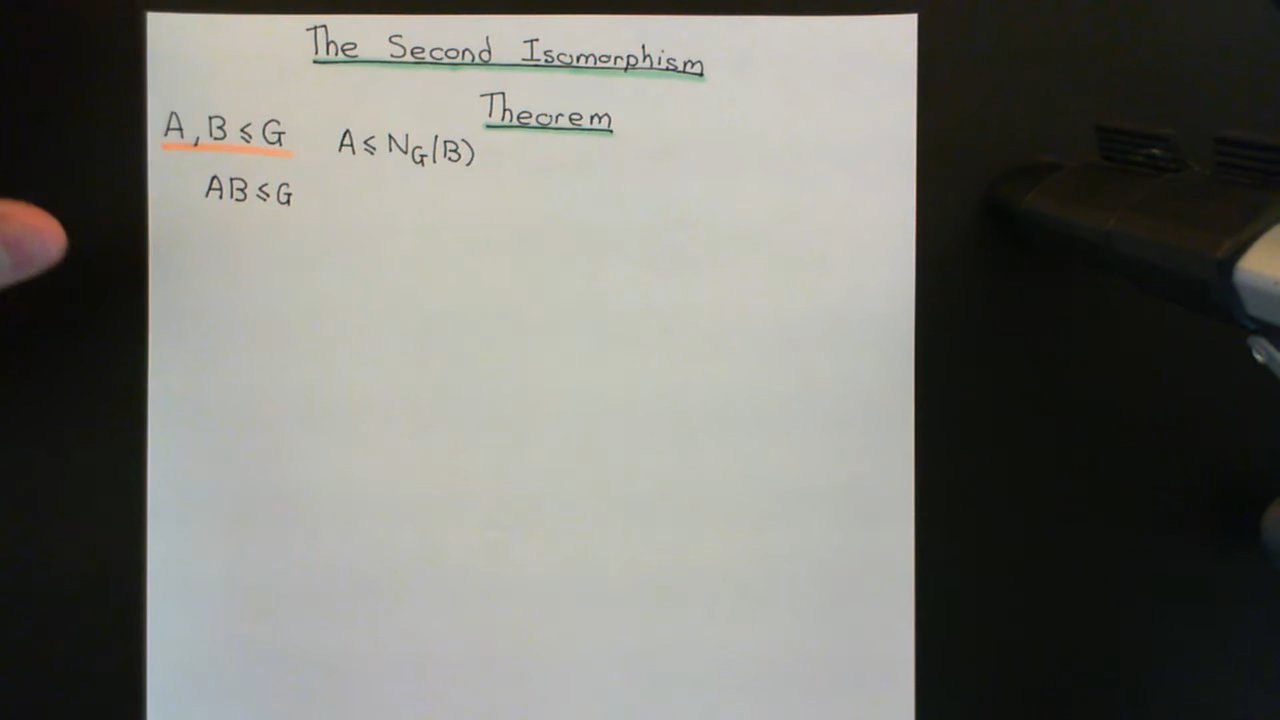 The Second Isomorphism
Theorem
A, B ⩽ G   A ⩽ N_G(B)
AB ⩽ G